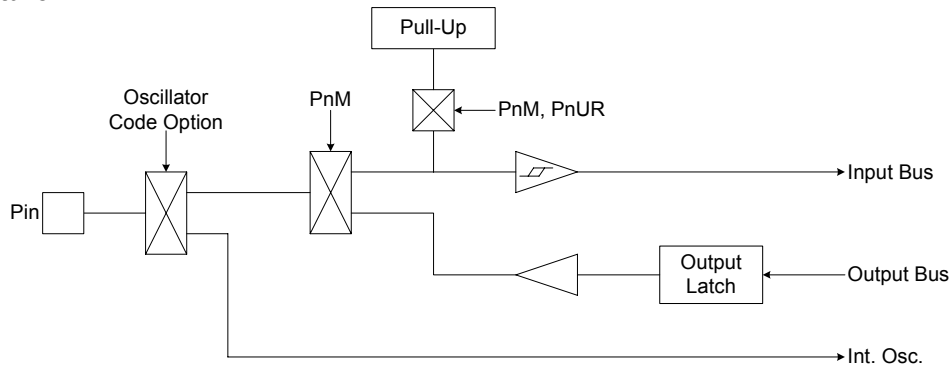 Pull-Up
Oscillator
Code Option
PnM
PnM, PnUR
Pin
Input Bus
Output
Latch
Output Bus
Int. Osc.